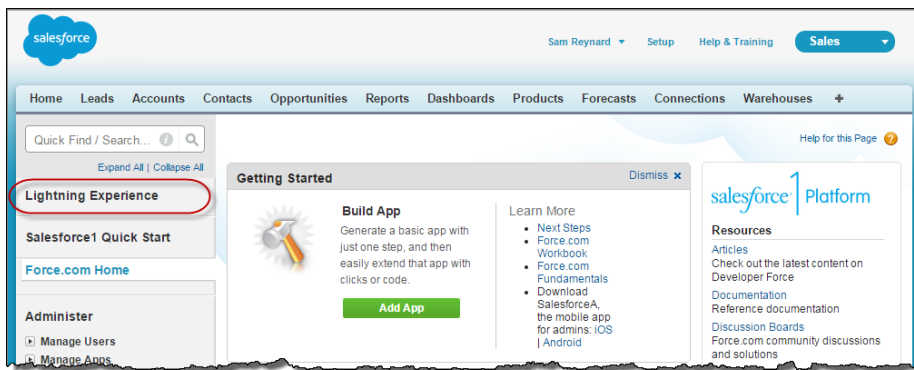 salesforce
Sam Reynard
Setup
Help & Training
Sales
Home Leads Accounts Contacts Opportunities Reports Dashboards Products Forecasts Connections Warehouses +
Quick Find / Search...
Expand All | Collapse All
Lightning Experience
Salesforce1 Quick Start
Force.com Home
Administer
Manage Users
Manage Apps
Help for this Page
Getting Started
Dismiss x
Build App
Generate a basic app with
just one step, and then
easily extend that app with
clicks or code.
Add App
Learn More
Next Steps
Force.com
Workbook
Force.com
Fundamentals
Download
SalesforceA,
the mobile app
for admins: iOS
| Android
salesforce1 Platform
Resources
Articles
Check out the latest content on
Developer Force
Documentation
Reference documentation
Discussion Boards
Force.com community discussions
and solutions